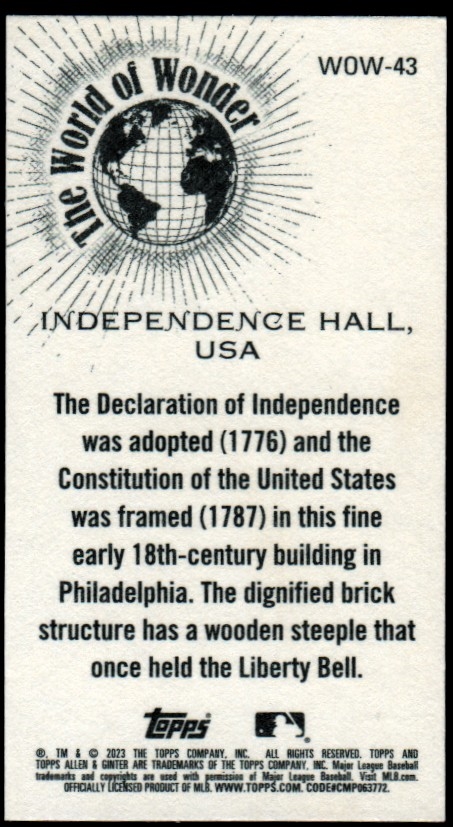 The World of Wonder
WOW-43
INDEPENDENCE HALL,
USA
The Declaration of Independence
was adopted (1776) and the
Constitution of the United States
was framed (1787) in this fine
early 18th-century building in
Philadelphia. The dignified brick
structure has a wooden steeple that
once held the Liberty Bell.
topps
®, TM & © 2023 THE TOPPS COMPANY, INC. ALL RIGHTS RESERVED. TOPPS AND
TOPPS ALLEN & GINTER ARE TRADEMARKS OF THE TOPPS COMPANY, INC. Major League Baseball
trademarks and copyrights are used with permission of Major League Baseball. Visit MLB.com.
OFFICIALLY LICENSED PRODUCT OF MLB. WWW.TOPPS.COM. CODE#CMP063772.